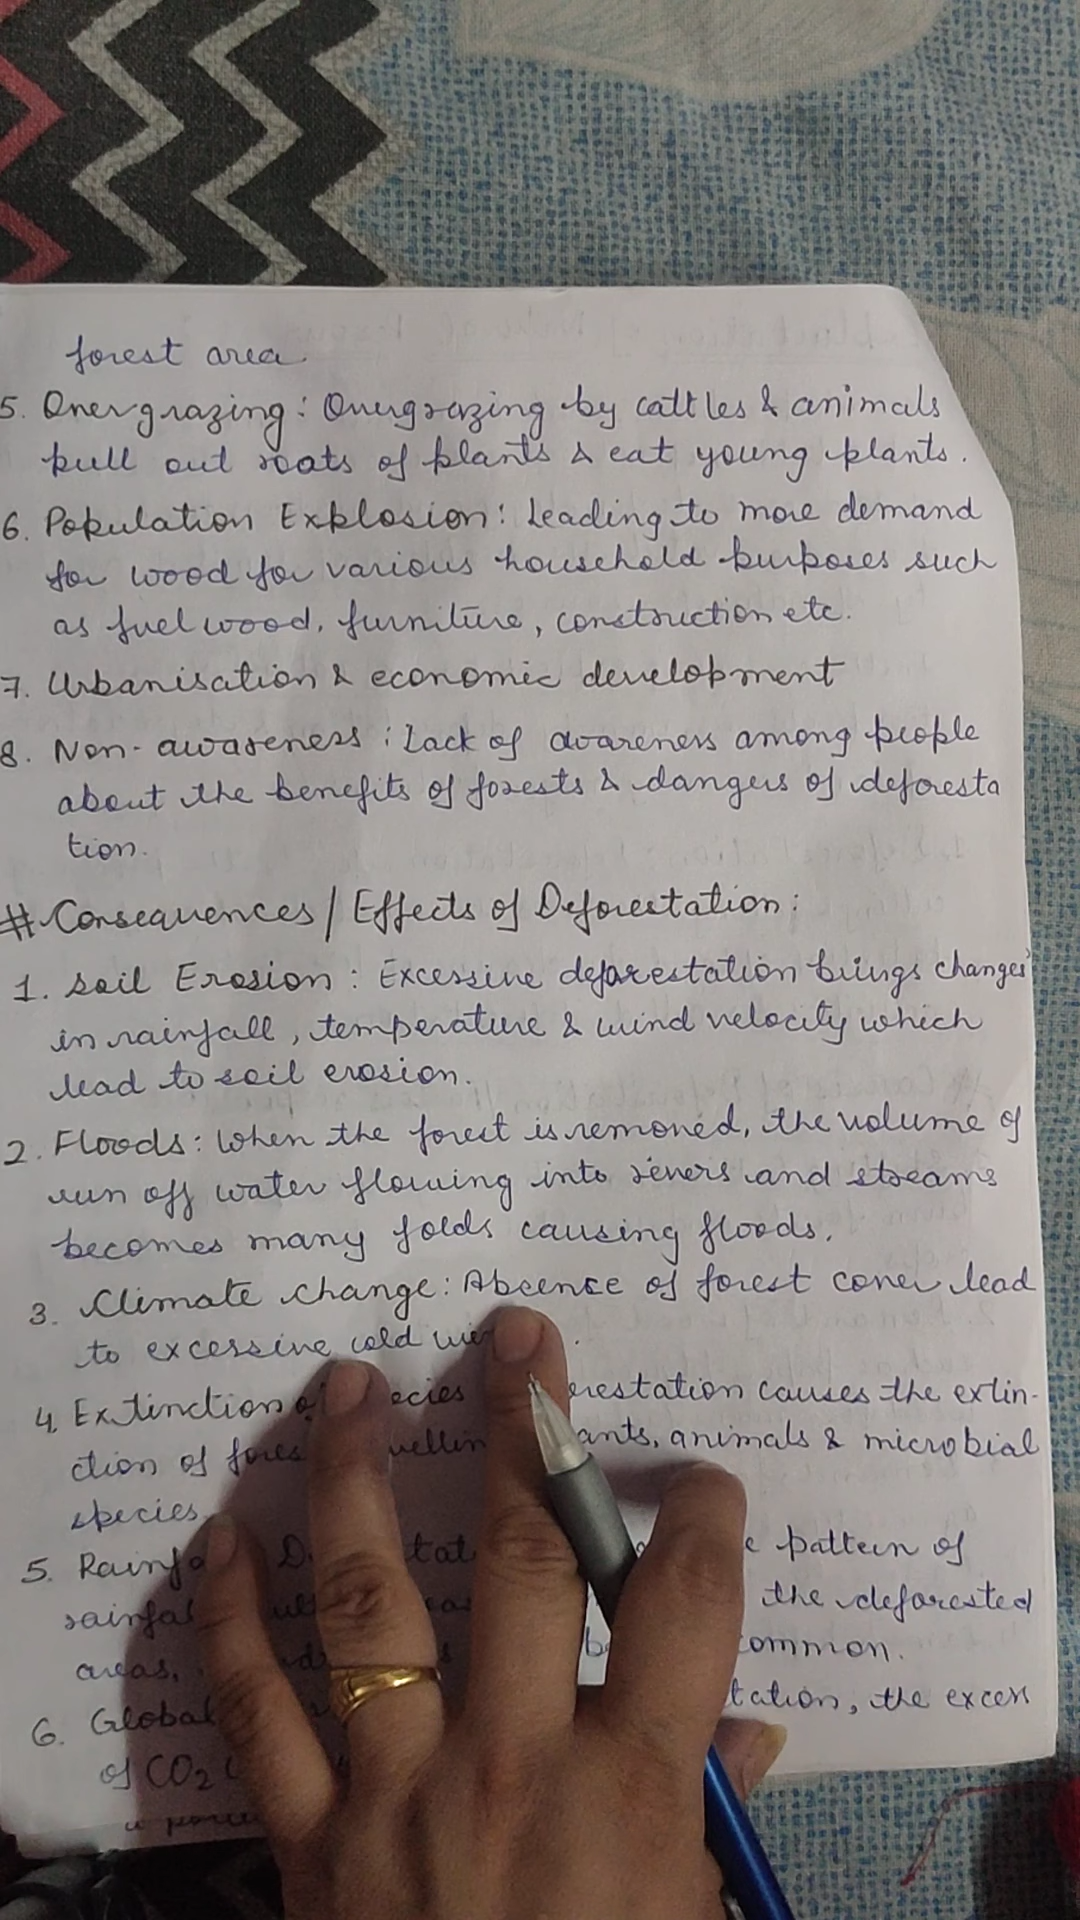 forest area
5. Overgrazing: Overgrazing by cattles & animals
pull out roots of plants & eat young plants.
6. Population Explosion: Leading to more demand
for wood for various household purposes such
as fuel wood, furniture, construction etc.
7. Urbanisation & economic development
8. Non-awareness: Lack of awareness among people
about the benefits of forests & dangers of deforesta
tion.
# Consequences / Effects of Deforestation:
1. Soil Erosion: Excessive deforestation brings changes
in rainfall, temperature & wind velocity which
lead to soil erosion.
2. Floods: When the forest is removed, the volume of
run off water flowing into rivers and streams
becomes many folds causing floods.
3. Climate change: Absence of forest cover lead
to excessive cold
4. Extinction of causes the extin-
ction of animals & microbial
species.
5. pattern of
the deforested
areas, common.
6. Global the excess
of CO2